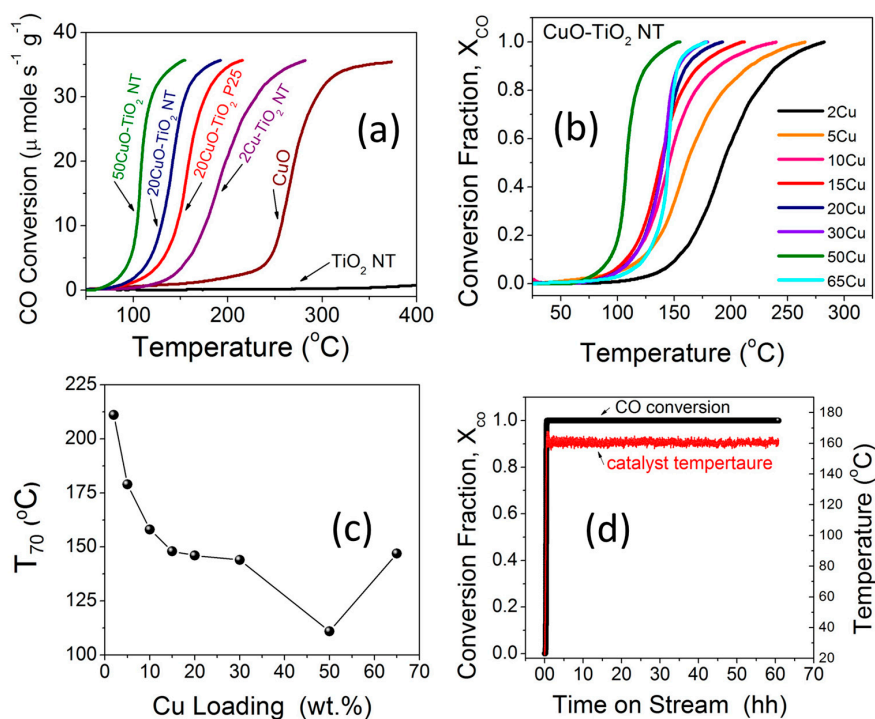 (a)
CO Conversion (μ mole s⁻¹ g⁻¹)
35
30
25
20
15
10
5
0
50CuO-TiO₂ NT
20CuO-TiO₂ NT
20CuO-TiO₂ P25
2Cu-TiO₂ NT
CuO
TiO₂ NT
100 200 300 400
Temperature (°C)
(b)
CuO-TiO₂ NT
Conversion Fraction, X_CO
1.0
0.8
0.6
0.4
0.2
0.0
2Cu
5Cu
10Cu
15Cu
20Cu
30Cu
50Cu
65Cu
50 100 150 200 250 300
Temperature (°C)
(c)
T₇₀ (°C)
225
200
175
150
125
100
0 10 20 30 40 50 60 70
Cu Loading (wt.%)
(d)
Conversion Fraction, X_co
1.0
0.8
0.6
0.4
0.2
0.0
CO conversion
catalyst tempertaure
180
160
140
120
100
80
60
40
20
Temperature (°C)
00 10 20 30 40 50 60 70
Time on Stream (hh)